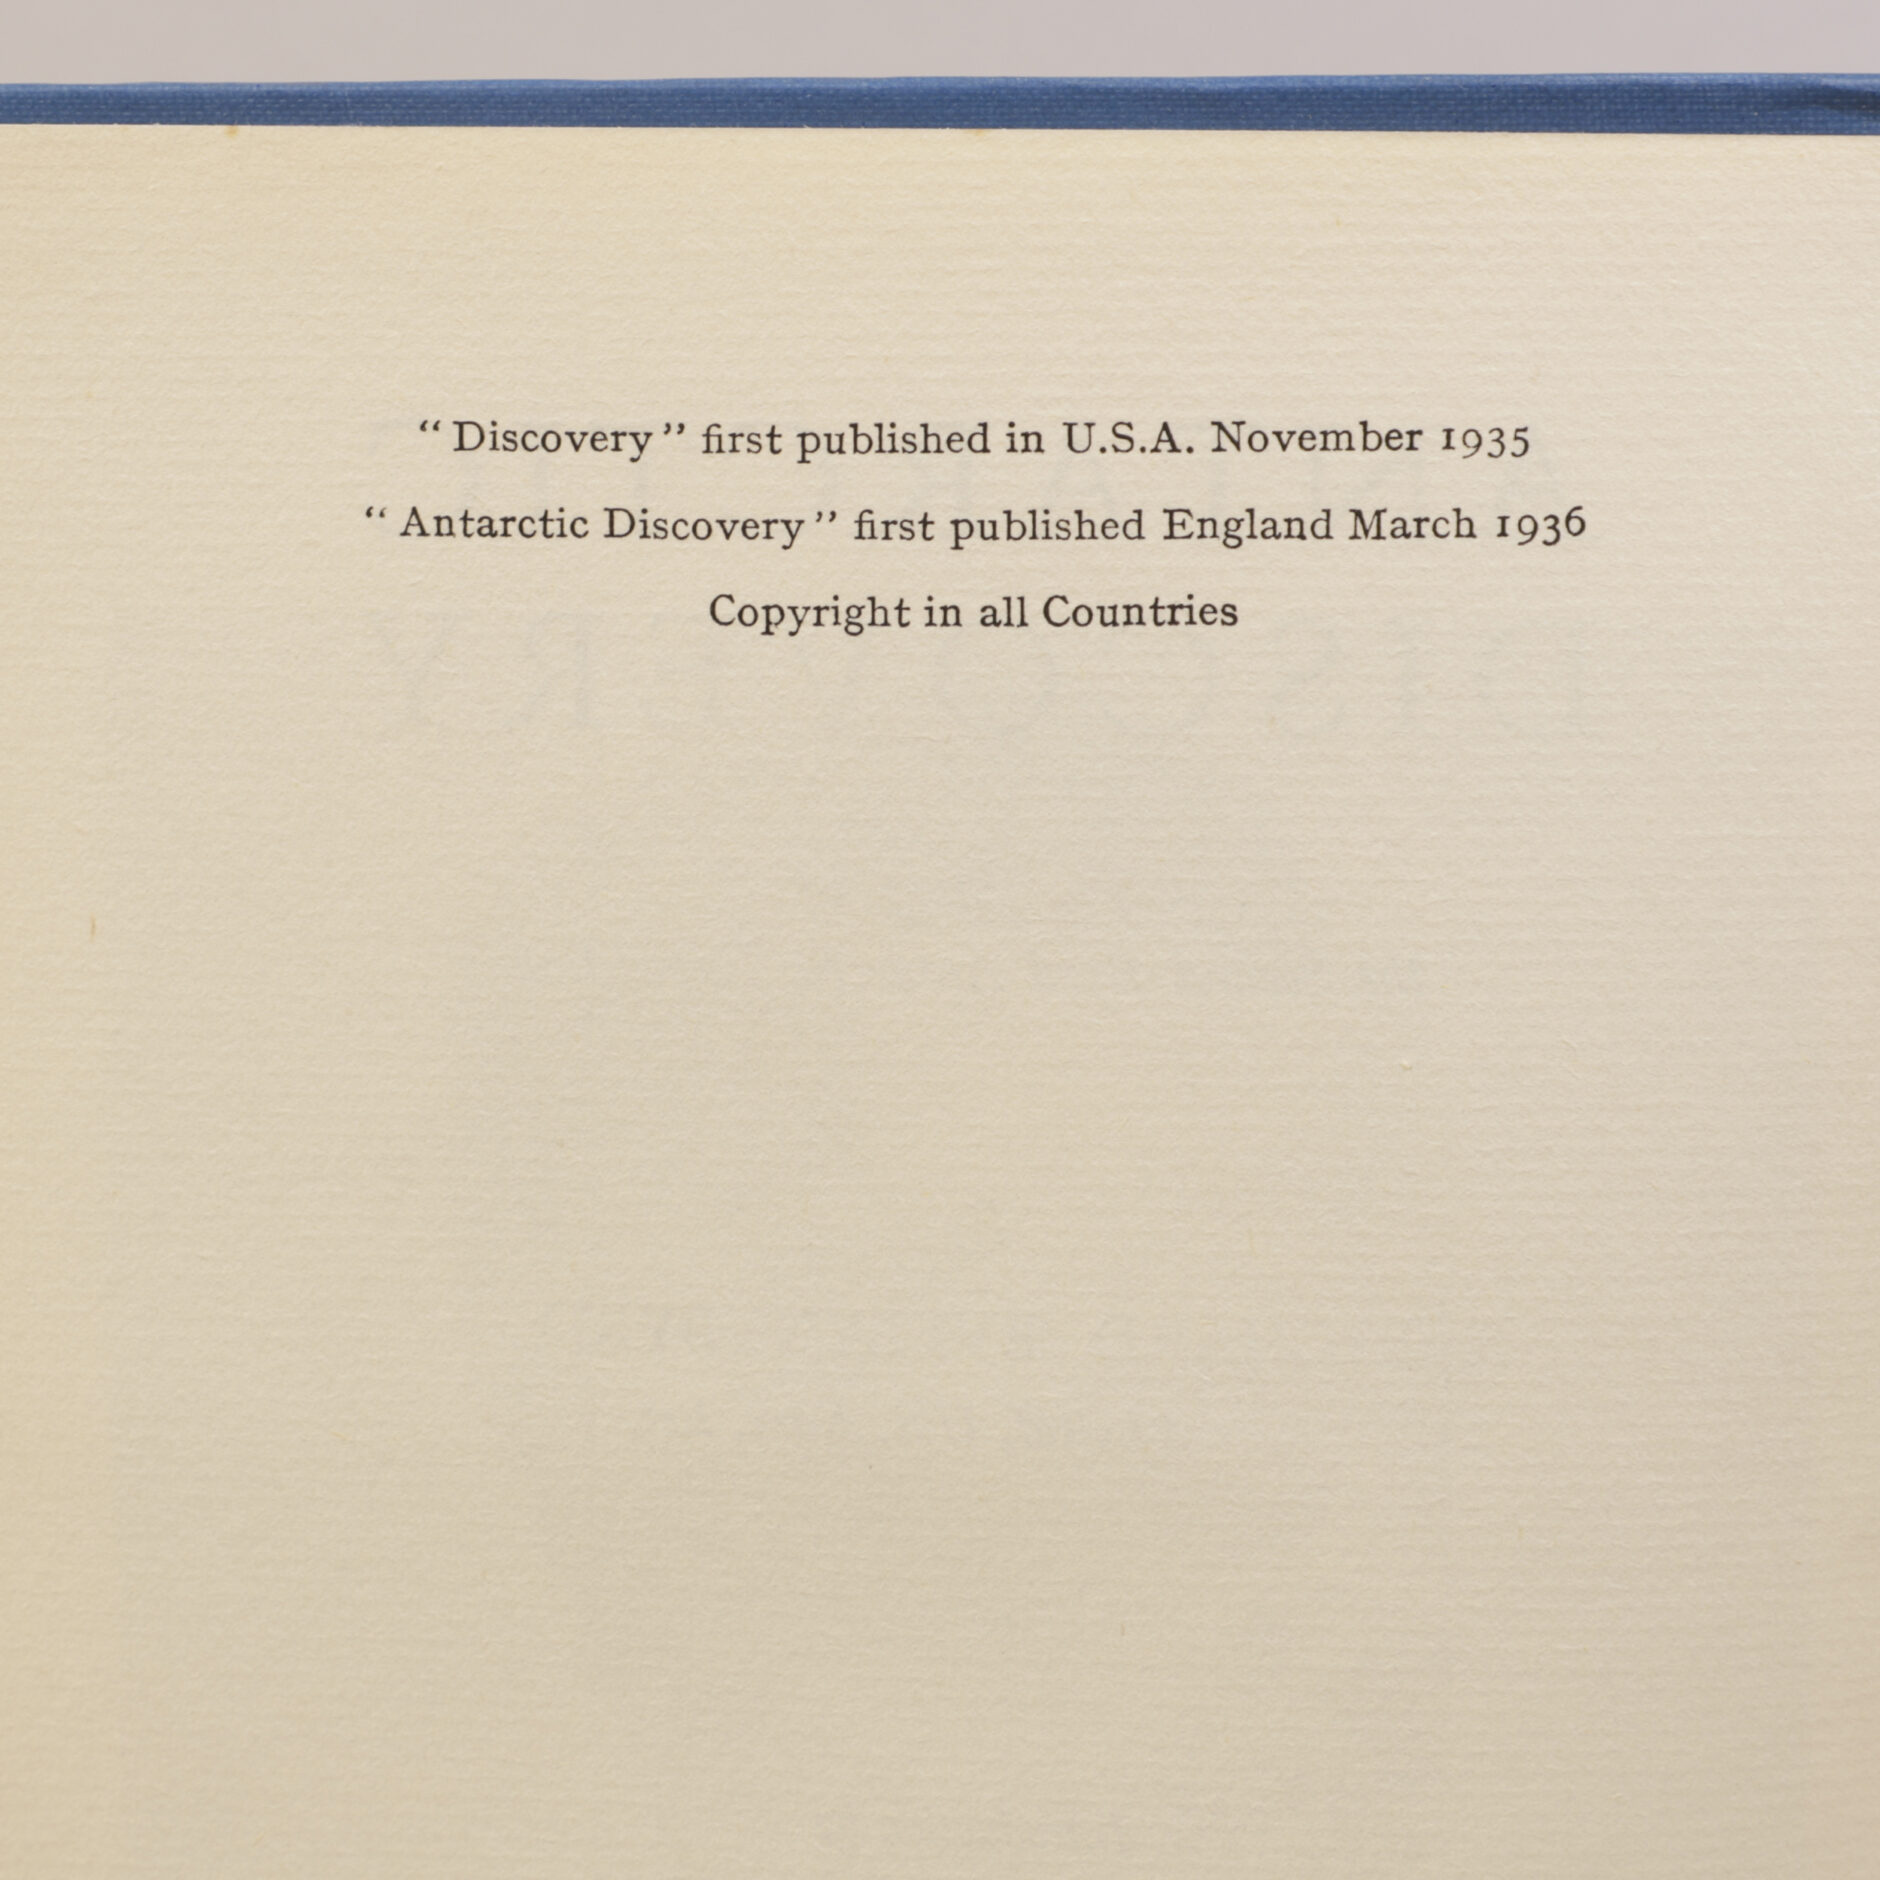 “Discovery” first published in U.S.A. November 1935
“Antarctic Discovery” first published England March 1936
Copyright in all Countries